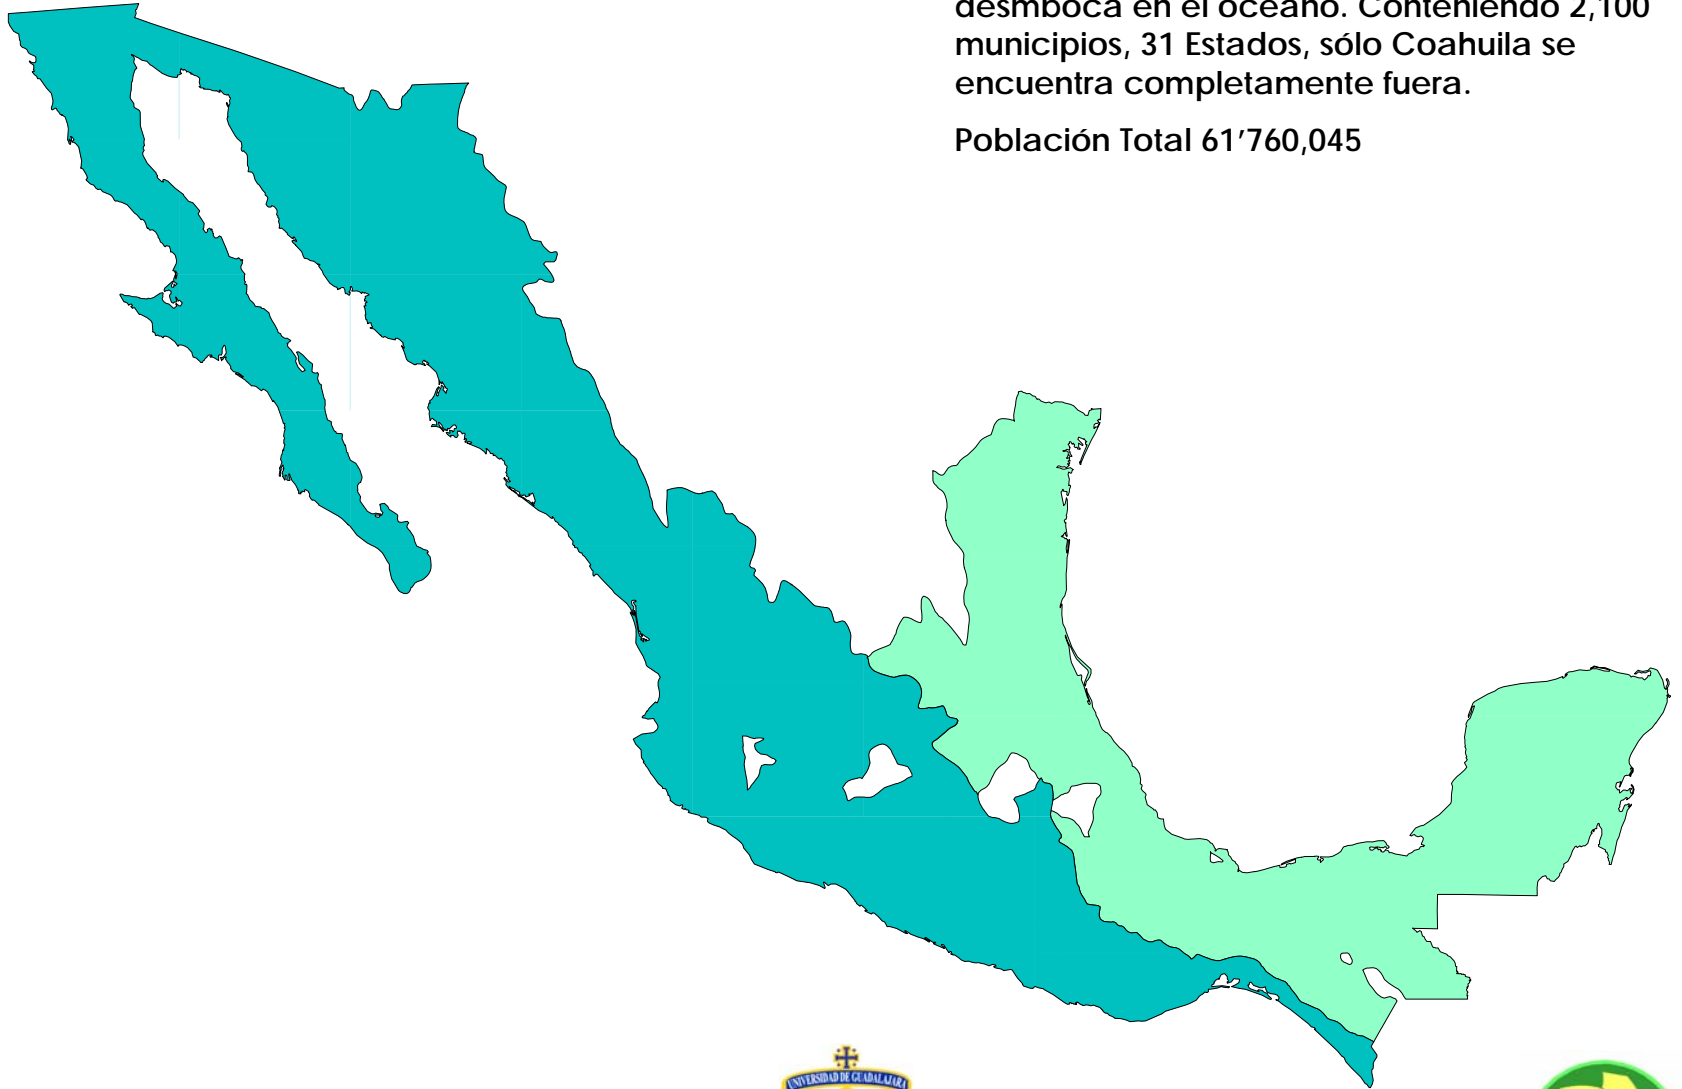 desmboca en el océano. Conteniendo 2,100
municipios, 31 Estados, sólo Coahuila se
encuentra completamente fuera.
Población Total 61’760,045
UNIVERSIDAD DE GUADALAJARA